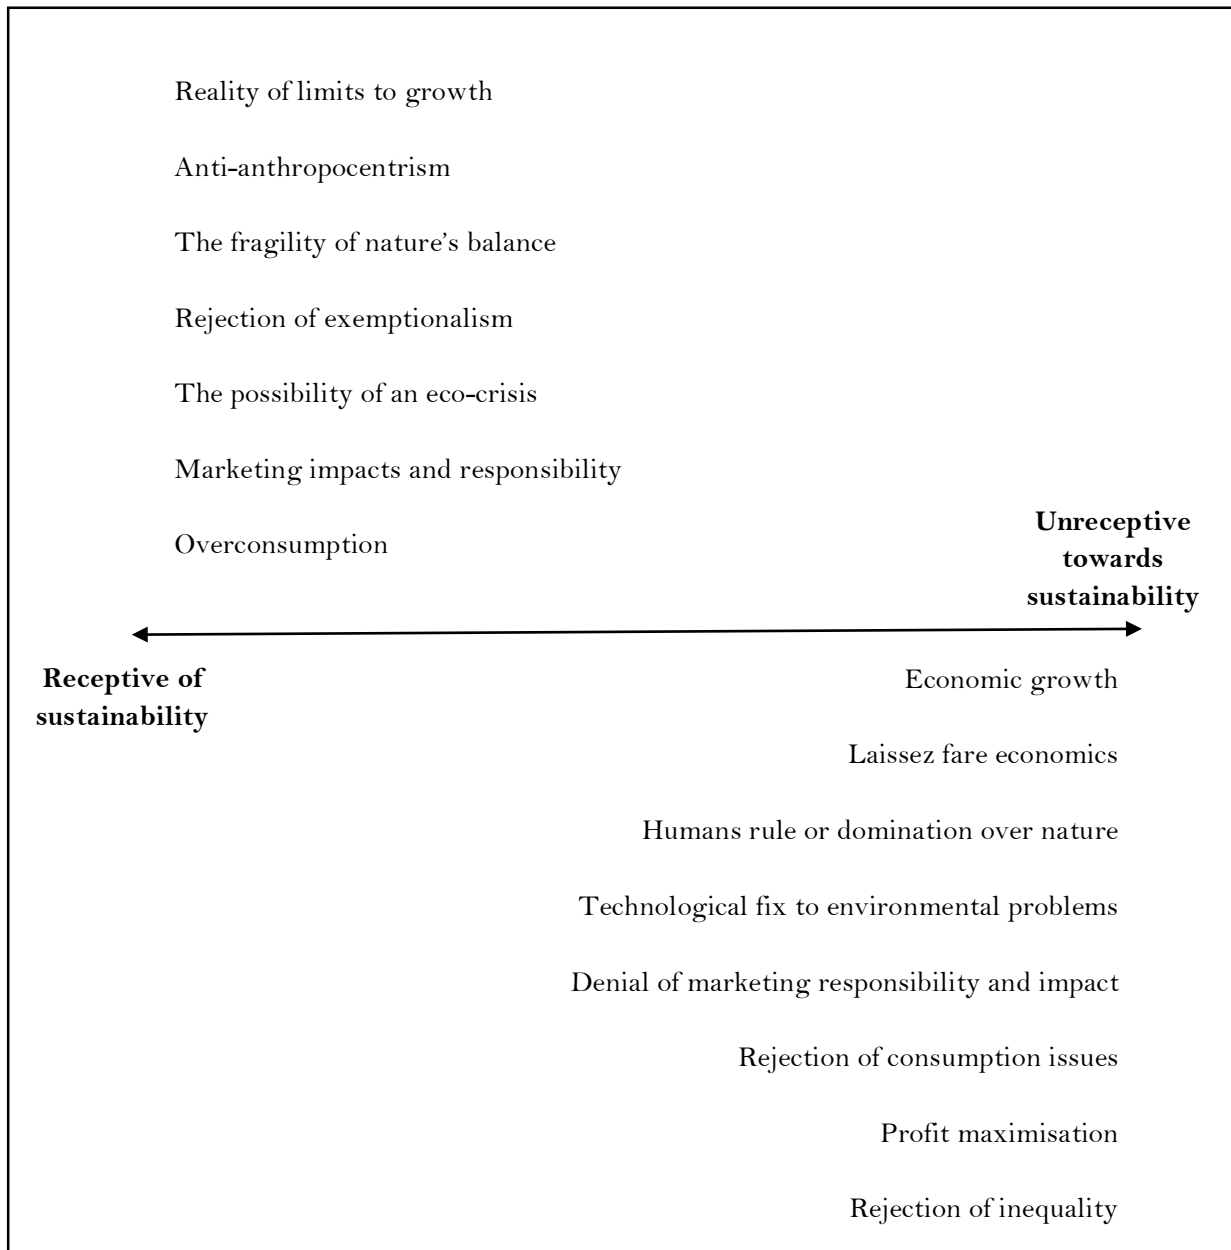 Reality of limits to growth
Anti-anthropocentrism
The fragility of nature’s balance
Rejection of exemptionalism
The possibility of an eco-crisis
Marketing impacts and responsibility
Overconsumption
Unreceptive
towards
sustainability
Receptive of
sustainability
Economic growth
Laissez fare economics
Humans rule or domination over nature
Technological fix to environmental problems
Denial of marketing responsibility and impact
Rejection of consumption issues
Profit maximisation
Rejection of inequality